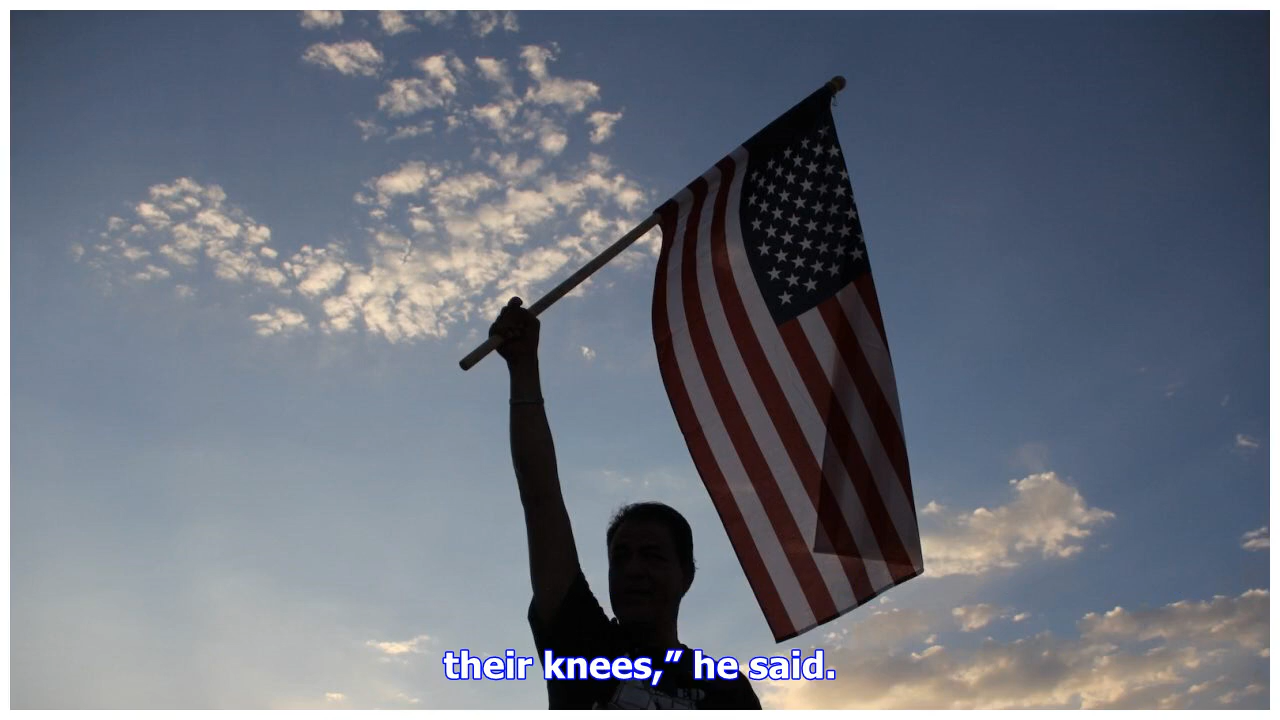 their knees,” he said.